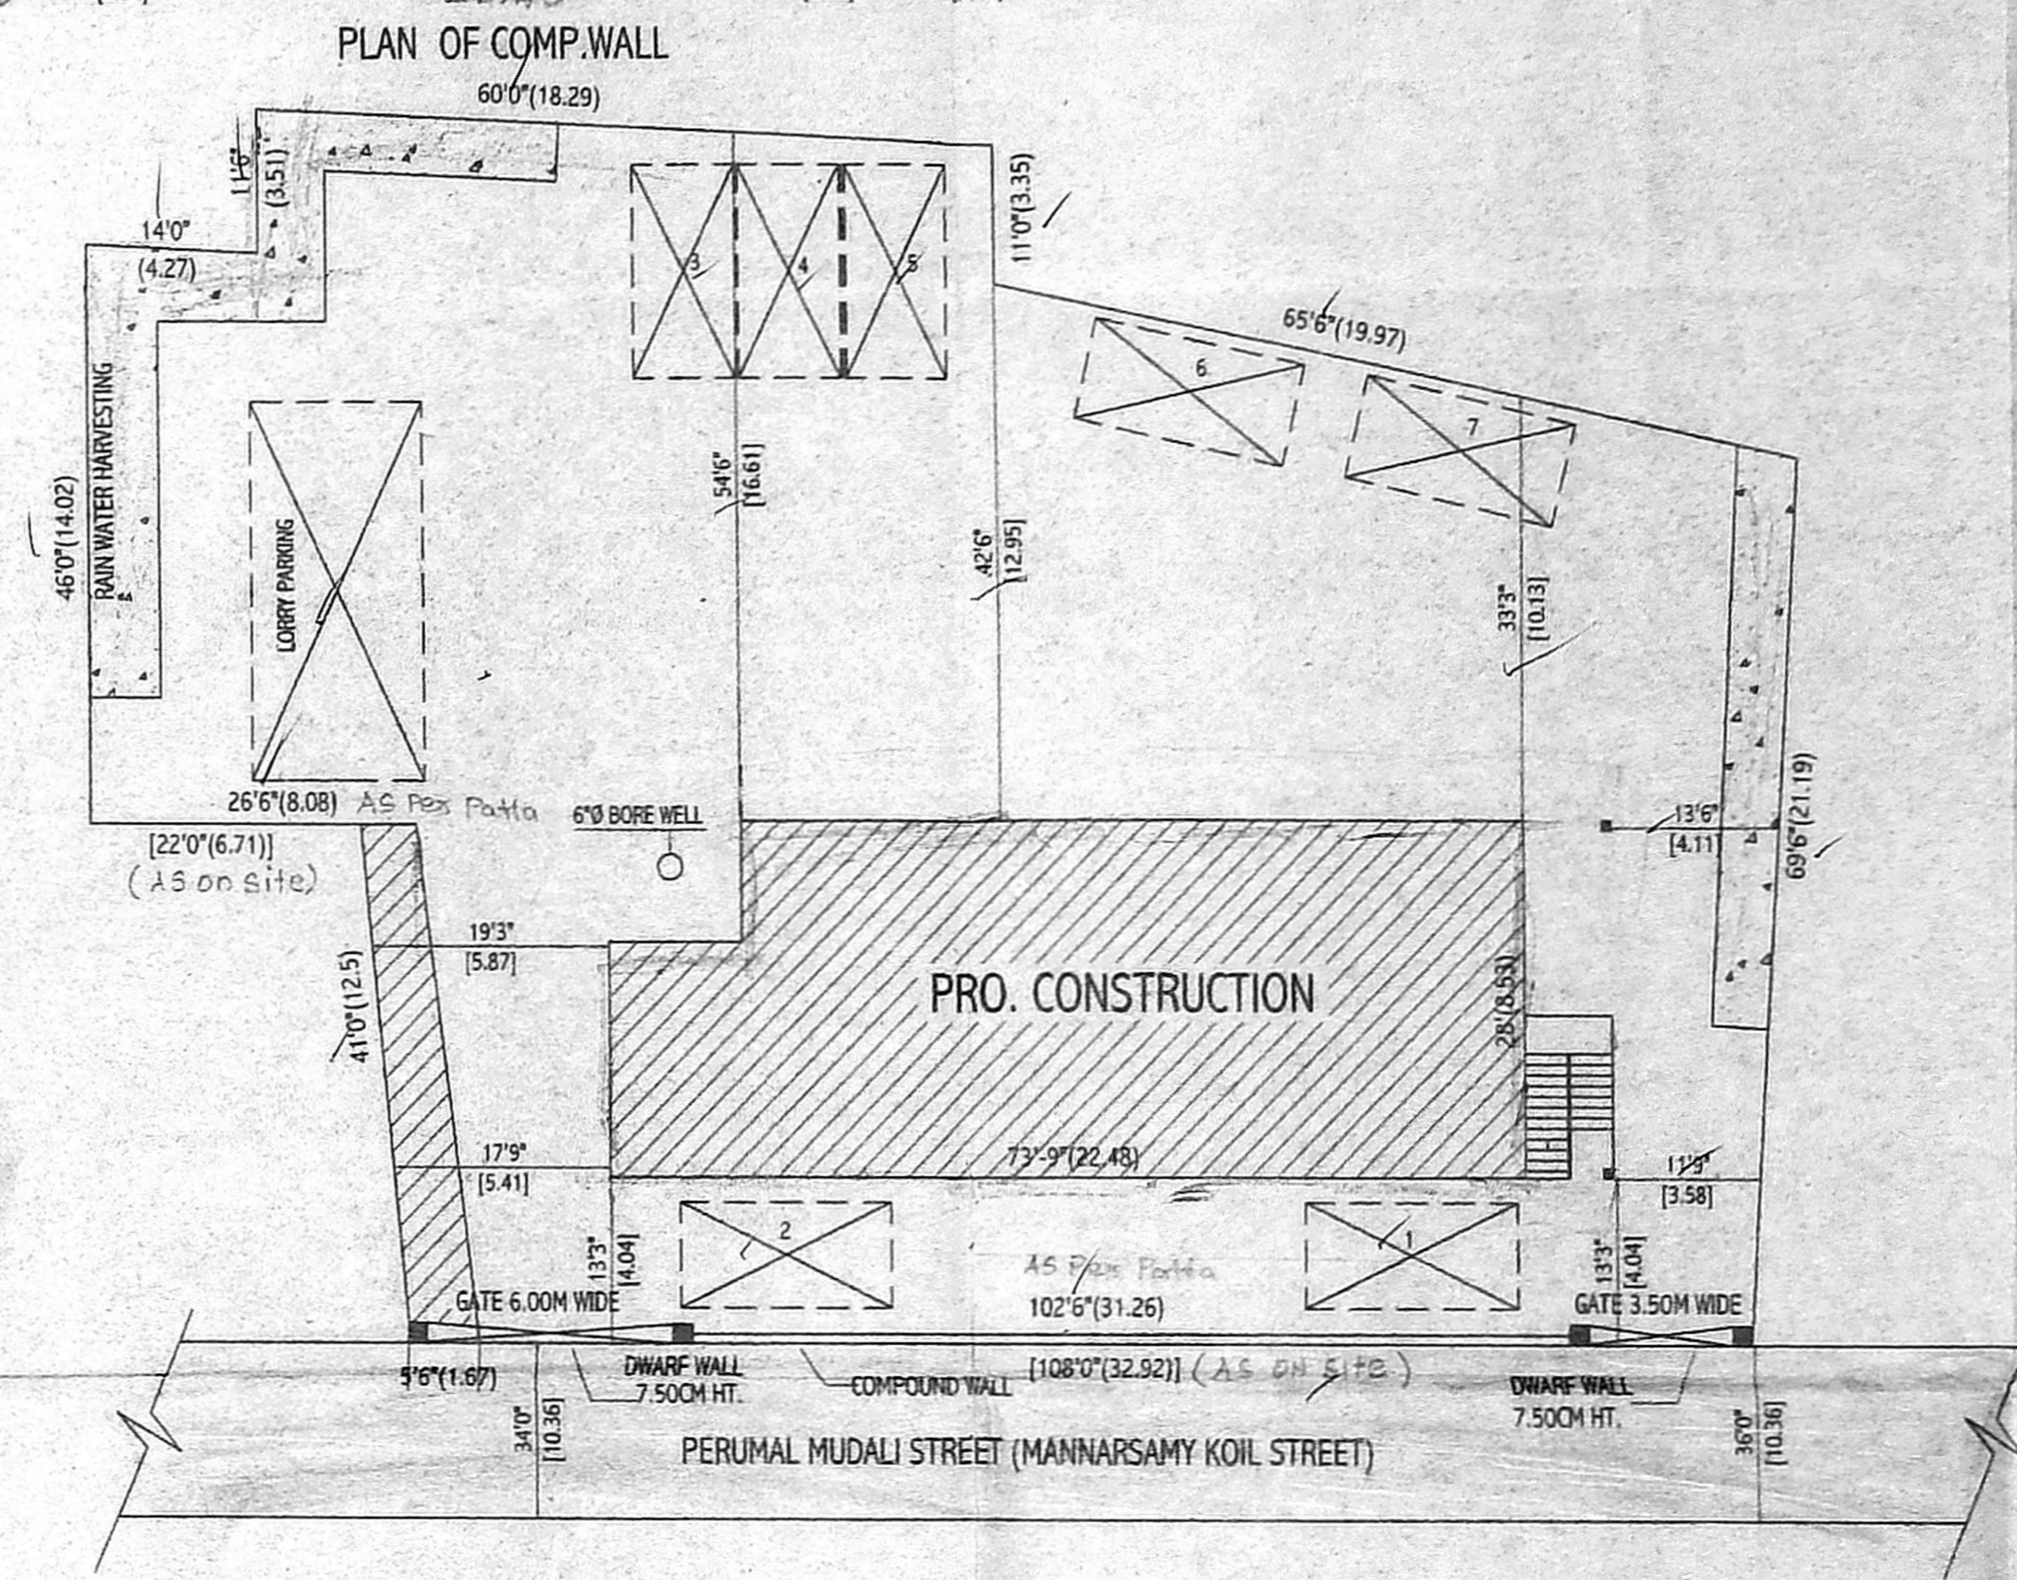 PLAN OF COMP.WALL
60'0"(18.29)
11'6"
(3.51)
11'0"(3.35)
14'0"
(4.27)
3
4
5
65'6"(19.97)
6
7
RAIN WATER HARVESTING
46'0"(14.02)
LORRY PARKING
54'6"
[16.61]
42'6"
[12.95]
33'3"
[10.13]
26'6"(8.08) AS Per Patta
6"Ø BORE WELL
[22'0"(6.71)]
(AS on site)
13'6"
[4.11]
69'6"(21.19)
19'3"
[5.87]
41'0"(12.5)
PRO. CONSTRUCTION
28'(8.53)
17'9"
[5.41]
73'-9"(22.48)
11'9"
[3.58]
2
1
13'3"
[4.04]
13'3"
[4.04]
AS Per Patta
102'6"(31.26)
GATE 6.00M WIDE
GATE 3.50M WIDE
5'6"(1.67)
DWARF WALL
7.50CM HT.
COMPOUND WALL
[108'0"(32.92)] (AS ON SITE)
DWARF WALL
7.50CM HT.
34'0"
[10.36]
PERUMAL MUDALI STREET (MANNARSAMY KOIL STREET)
36'0"
[10.36]